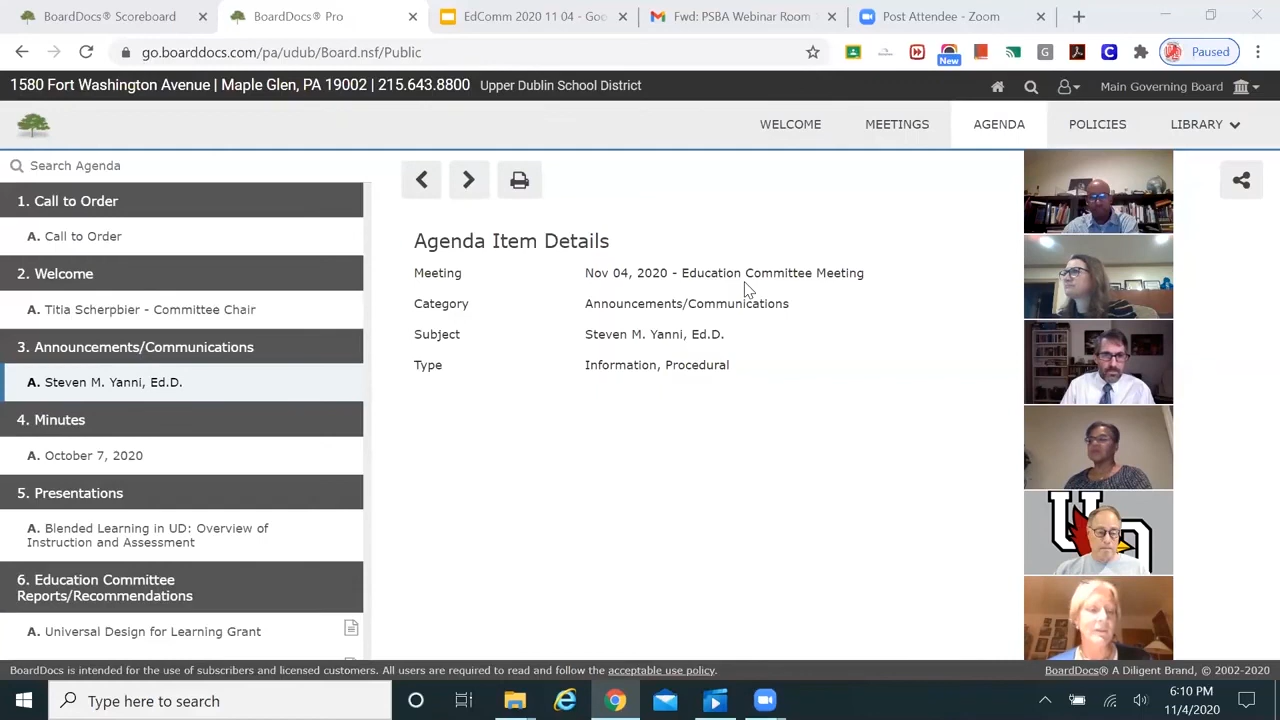 BoardDocs® Scoreboard
BoardDocs® Pro
EdComm 2020 11 04 - Goo
Fwd: PSBA Webinar Room
Post Attendee - Zoom
go.boarddocs.com/pa/udub/Board.nsf/Public
New
G
C
Paused
1580 Fort Washington Avenue | Maple Glen, PA 19002 | 215.643.8800 Upper Dublin School District
Main Governing Board
WELCOME
MEETINGS
AGENDA
POLICIES
LIBRARY
Search Agenda
1. Call to Order
A. Call to Order
2. Welcome
A. Titia Scherpbier - Committee Chair
3. Announcements/Communications
A. Steven M. Yanni, Ed.D.
4. Minutes
A. October 7, 2020
5. Presentations
A. Blended Learning in UD: Overview of
Instruction and Assessment
6. Education Committee
Reports/Recommendations
A. Universal Design for Learning Grant
Agenda Item Details
Meeting Nov 04, 2020 - Education Committee Meeting
Category Announcements/Communications
Subject Steven M. Yanni, Ed.D.
Type Information, Procedural
UD
BoardDocs is intended for the use of subscribers and licensed customers. All users are required to read and follow the acceptable use policy.
BoardDocs® A Diligent Brand, © 2002-2020
Type here to search
6:10 PM
11/4/2020